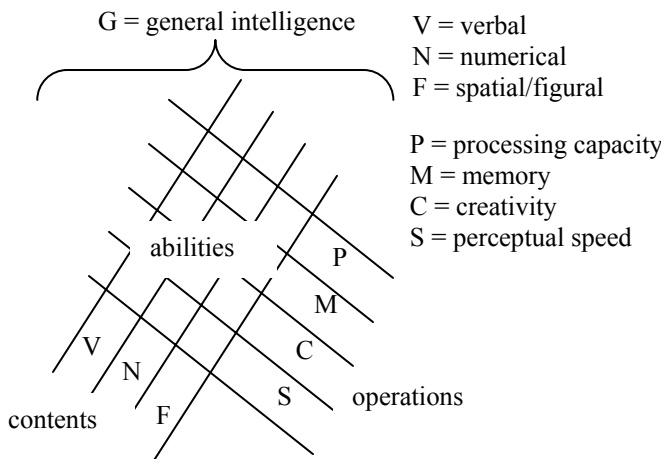 G = general intelligence
V = verbal
N = numerical
F = spatial/figural
P = processing capacity
M = memory
C = creativity
S = perceptual speed
abilities
P
M
C
S
operations
V
N
F
contents